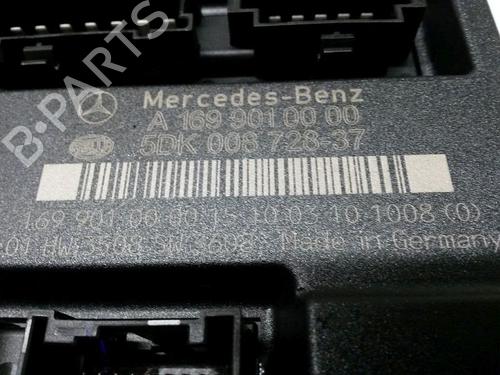 B-PARTS
Mercedes-Benz
A 169 901 00 00
5DK 008 728-37
169 901 00 00 15 10 03 10 1008 (0)
01 HW:3508 SW:3608 Made in Germany